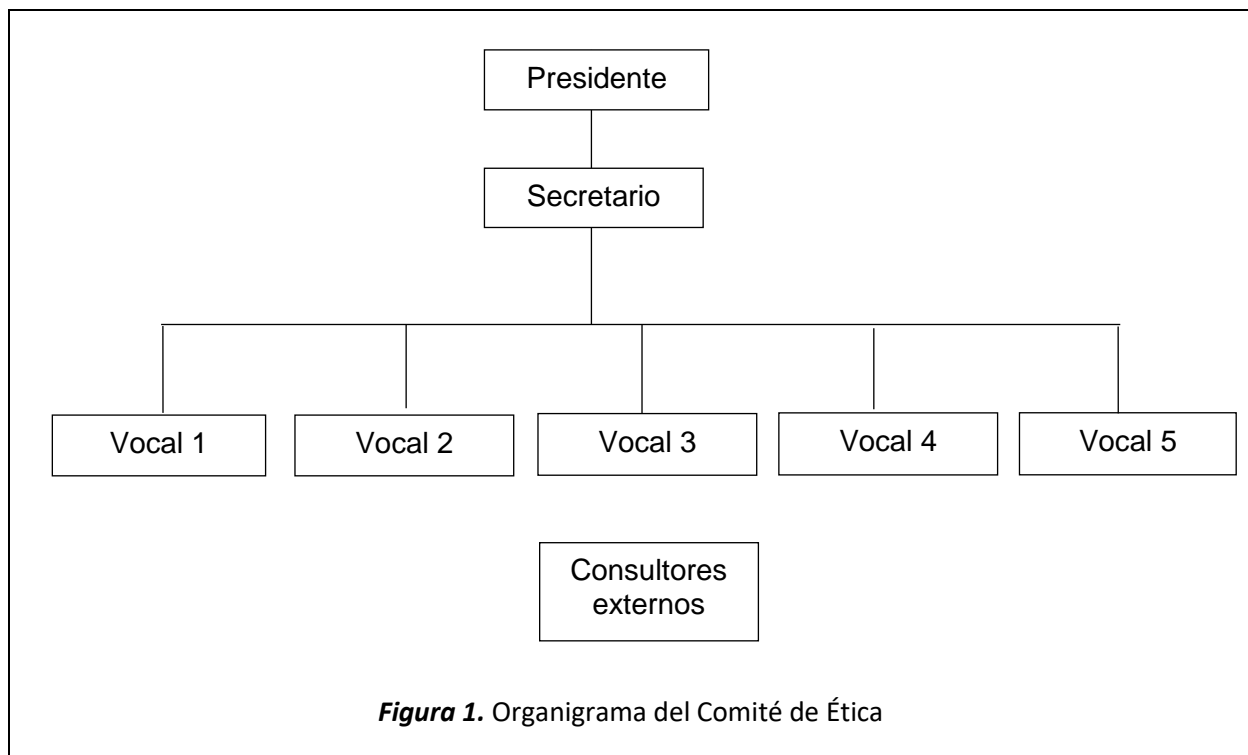 Presidente
Secretario
Vocal 1
Vocal 2
Vocal 3
Vocal 4
Vocal 5
Consultores
externos
Figura 1. Organigrama del Comité de Ética